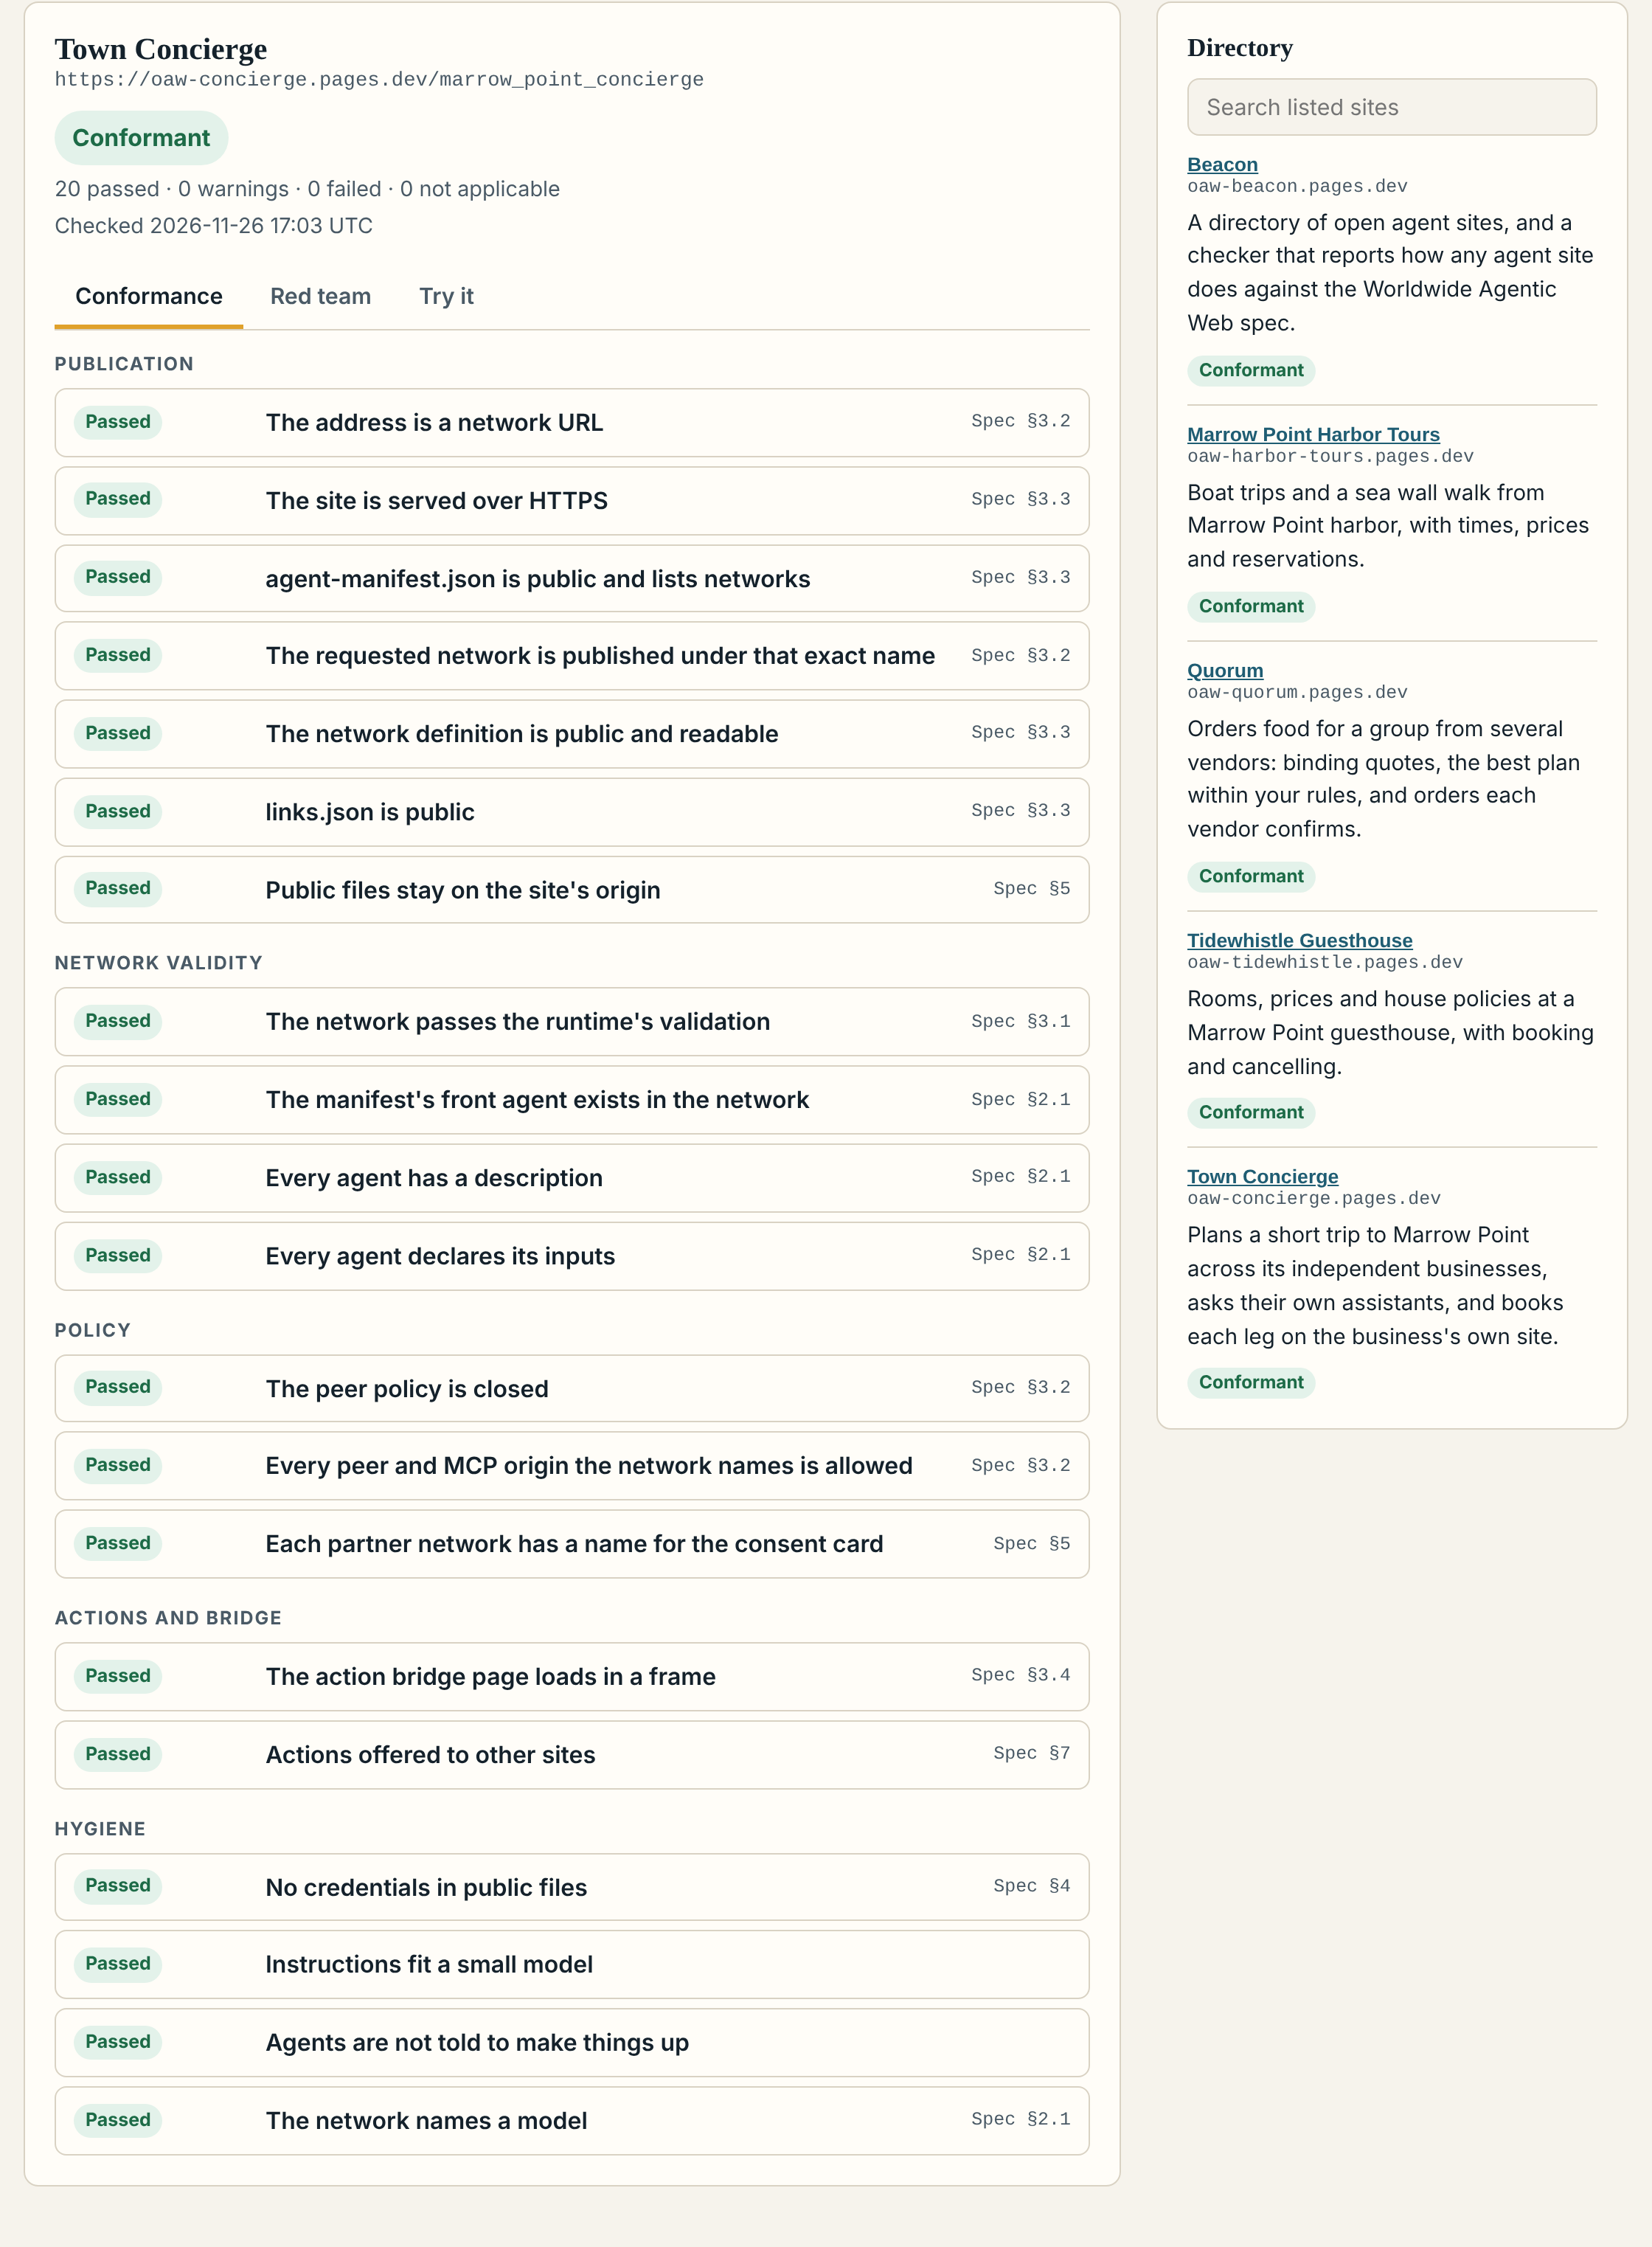 Town Concierge
https://oaw-concierge.pages.dev/marrow_point_concierge
Conformant
20 passed · 0 warnings · 0 failed · 0 not applicable
Checked 2026-11-26 17:03 UTC
Conformance Red team Try it
PUBLICATION
Passed The address is a network URL Spec §3.2
Passed The site is served over HTTPS Spec §3.3
Passed agent-manifest.json is public and lists networks Spec §3.3
Passed The requested network is published under that exact name Spec §3.2
Passed The network definition is public and readable Spec §3.3
Passed links.json is public Spec §3.3
Passed Public files stay on the site's origin Spec §5
NETWORK VALIDITY
Passed The network passes the runtime's validation Spec §3.1
Passed The manifest's front agent exists in the network Spec §2.1
Passed Every agent has a description Spec §2.1
Passed Every agent declares its inputs Spec §2.1
POLICY
Passed The peer policy is closed Spec §3.2
Passed Every peer and MCP origin the network names is allowed Spec §3.2
Passed Each partner network has a name for the consent card Spec §5
ACTIONS AND BRIDGE
Passed The action bridge page loads in a frame Spec §3.4
Passed Actions offered to other sites Spec §7
HYGIENE
Passed No credentials in public files Spec §4
Passed Instructions fit a small model
Passed Agents are not told to make things up
Passed The network names a model Spec §2.1
Directory
Search listed sites
Beacon
oaw-beacon.pages.dev
A directory of open agent sites, and a
checker that reports how any agent site
does against the Worldwide Agentic
Web spec.
Conformant
Marrow Point Harbor Tours
oaw-harbor-tours.pages.dev
Boat trips and a sea wall walk from
Marrow Point harbor, with times, prices
and reservations.
Conformant
Quorum
oaw-quorum.pages.dev
Orders food for a group from several
vendors: binding quotes, the best plan
within your rules, and orders each
vendor confirms.
Conformant
Tidewhistle Guesthouse
oaw-tidewhistle.pages.dev
Rooms, prices and house policies at a
Marrow Point guesthouse, with booking
and cancelling.
Conformant
Town Concierge
oaw-concierge.pages.dev
Plans a short trip to Marrow Point
across its independent businesses,
asks their own assistants, and books
each leg on the business's own site.
Conformant